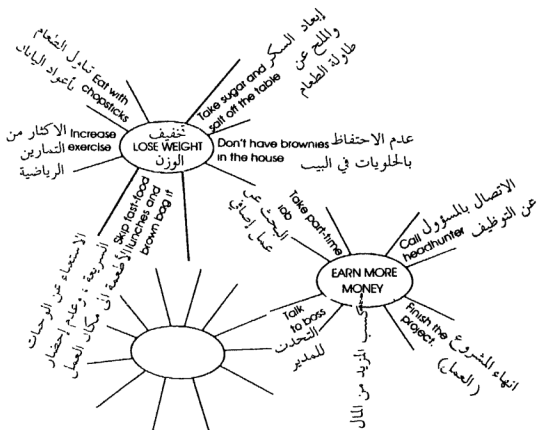 تناول الطعام
بأعواد اليابان
Eat with
chopsticks
إبعاد السكر
والملح عن
طاولة الطعام
Take sugar and
salt off the table
الاكثار من
التمارين
الرياضية
Increase
exercise
تخفيف
LOSE WEIGHT
الوزن
Don't have brownies
in the house
عدم الاحتفاظ
بالحلويات في البيت
Skip fast-food
lunches and
brown bag it
الاستغناء عن الوجبات
السريعة، وعدم إحضار
الأطعمة الى مكان العمل
Take part-time
job
البحث عن
عمل إضافي
Call
headhunter
الاتصال بالمسؤول
عن التوظيف
EARN MORE
MONEY
كسب المزيد من المال
Talk
to boss
التحدث
للمدير
Finish the
project.
انهاء المشروع
(العمل)